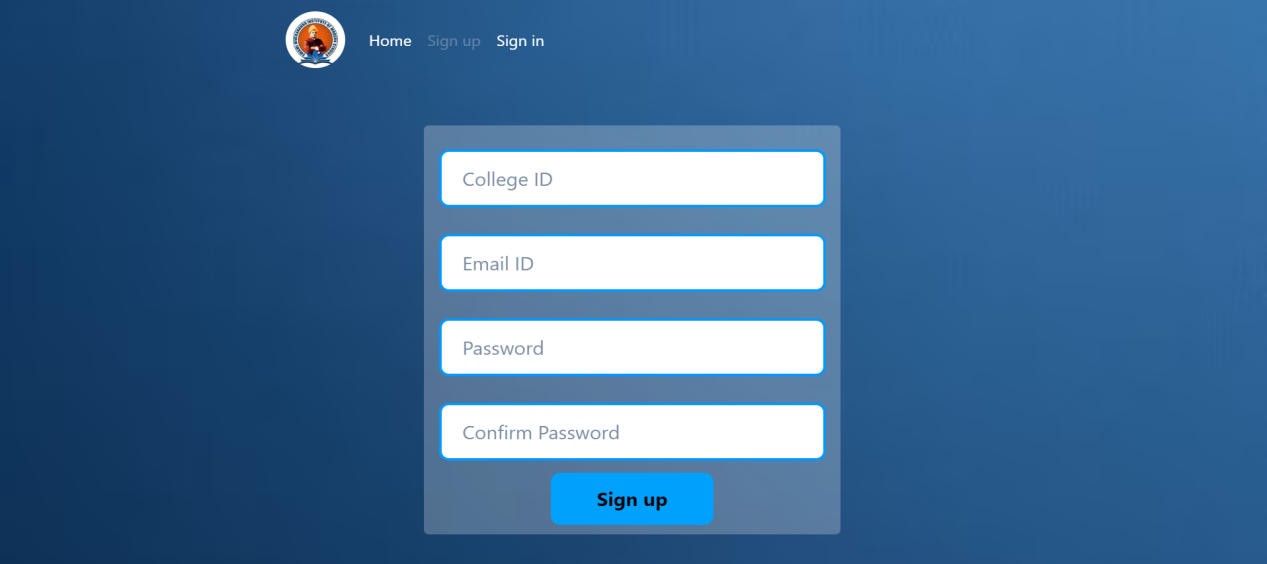 Home Sign up Sign in
College ID
Email ID
Password
Confirm Password
Sign up